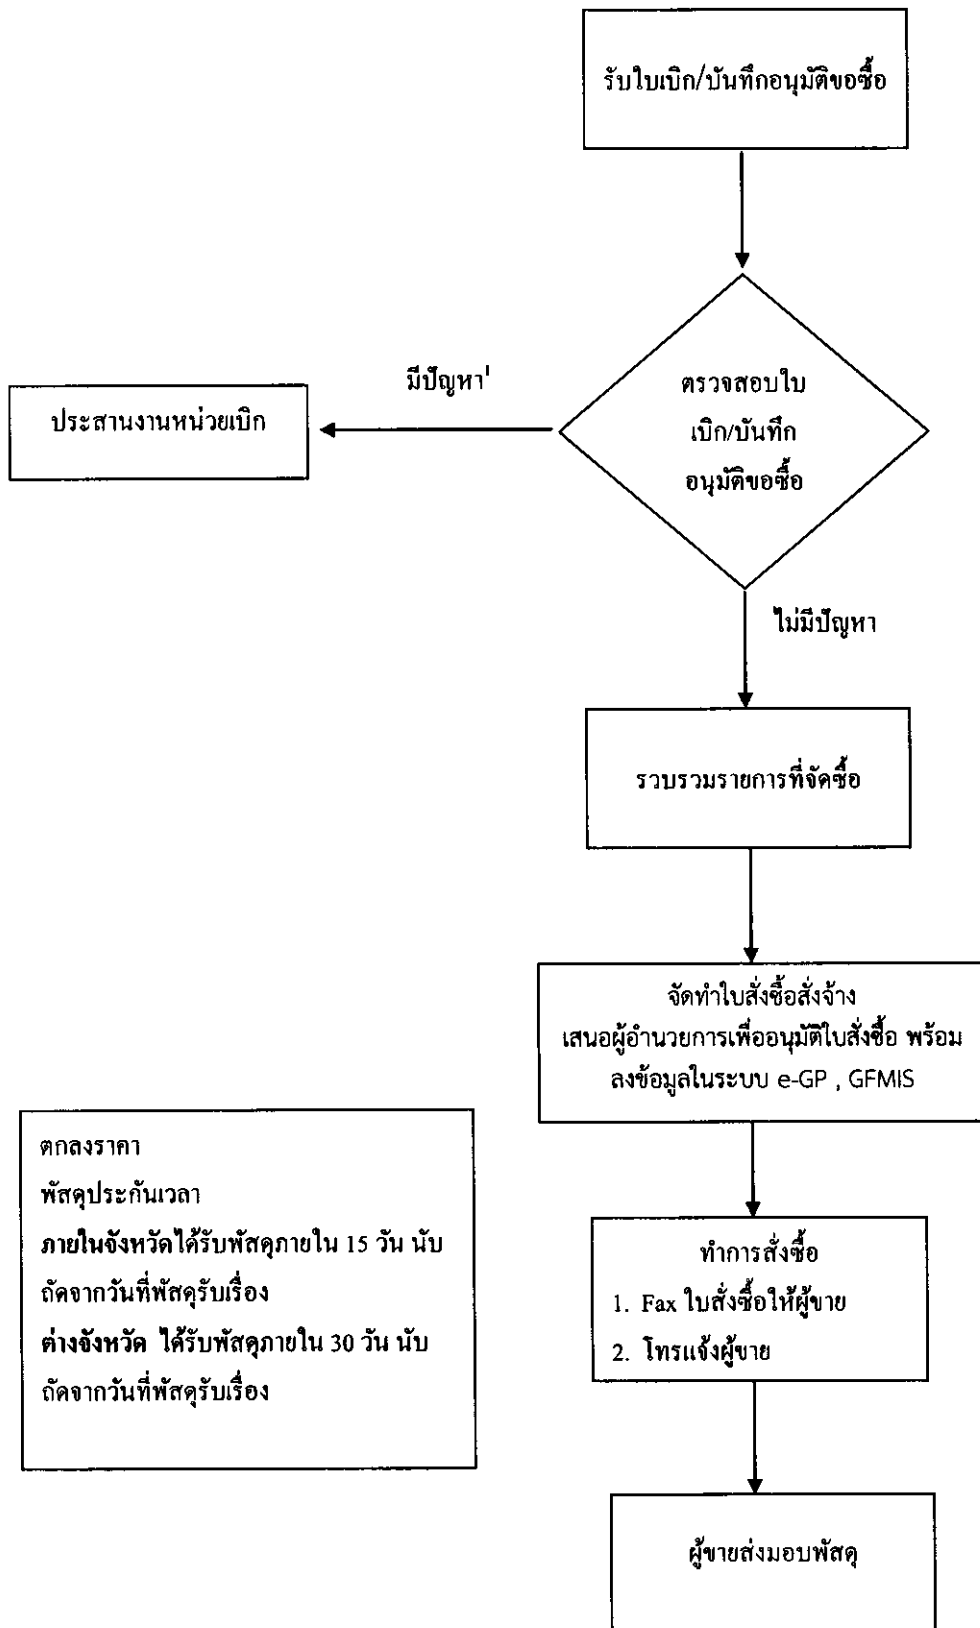 รับใบเบิก/บันทึกอนุมัติขอซื้อ
มีปัญหา
ตรวจสอบใบ
เบิก/บันทึก
อนุมัติขอซื้อ
ประสานงานหน่วยเบิก
ไม่มีปัญหา
รวบรวมรายการที่จัดซื้อ
จัดทำใบสั่งซื้อสั่งจ้าง
เสนอผู้อำนวยการเพื่ออนุมัติใบสั่งซื้อ พร้อม
ลงข้อมูลในระบบ e-GP , GFMIS
ตกลงราคา
พัสดุประกันเวลา
ภายในจังหวัดได้รับพัสดุภายใน 15 วัน นับ
ถัดจากวันที่พัสดุรับเรื่อง
ต่างจังหวัด ได้รับพัสดุภายใน 30 วัน นับ
ถัดจากวันที่พัสดุรับเรื่อง
ทำการสั่งซื้อ
1. Fax ใบสั่งซื้อให้ผู้ขาย
2. โทรแจ้งผู้ขาย
ผู้ขายส่งมอบพัสดุ